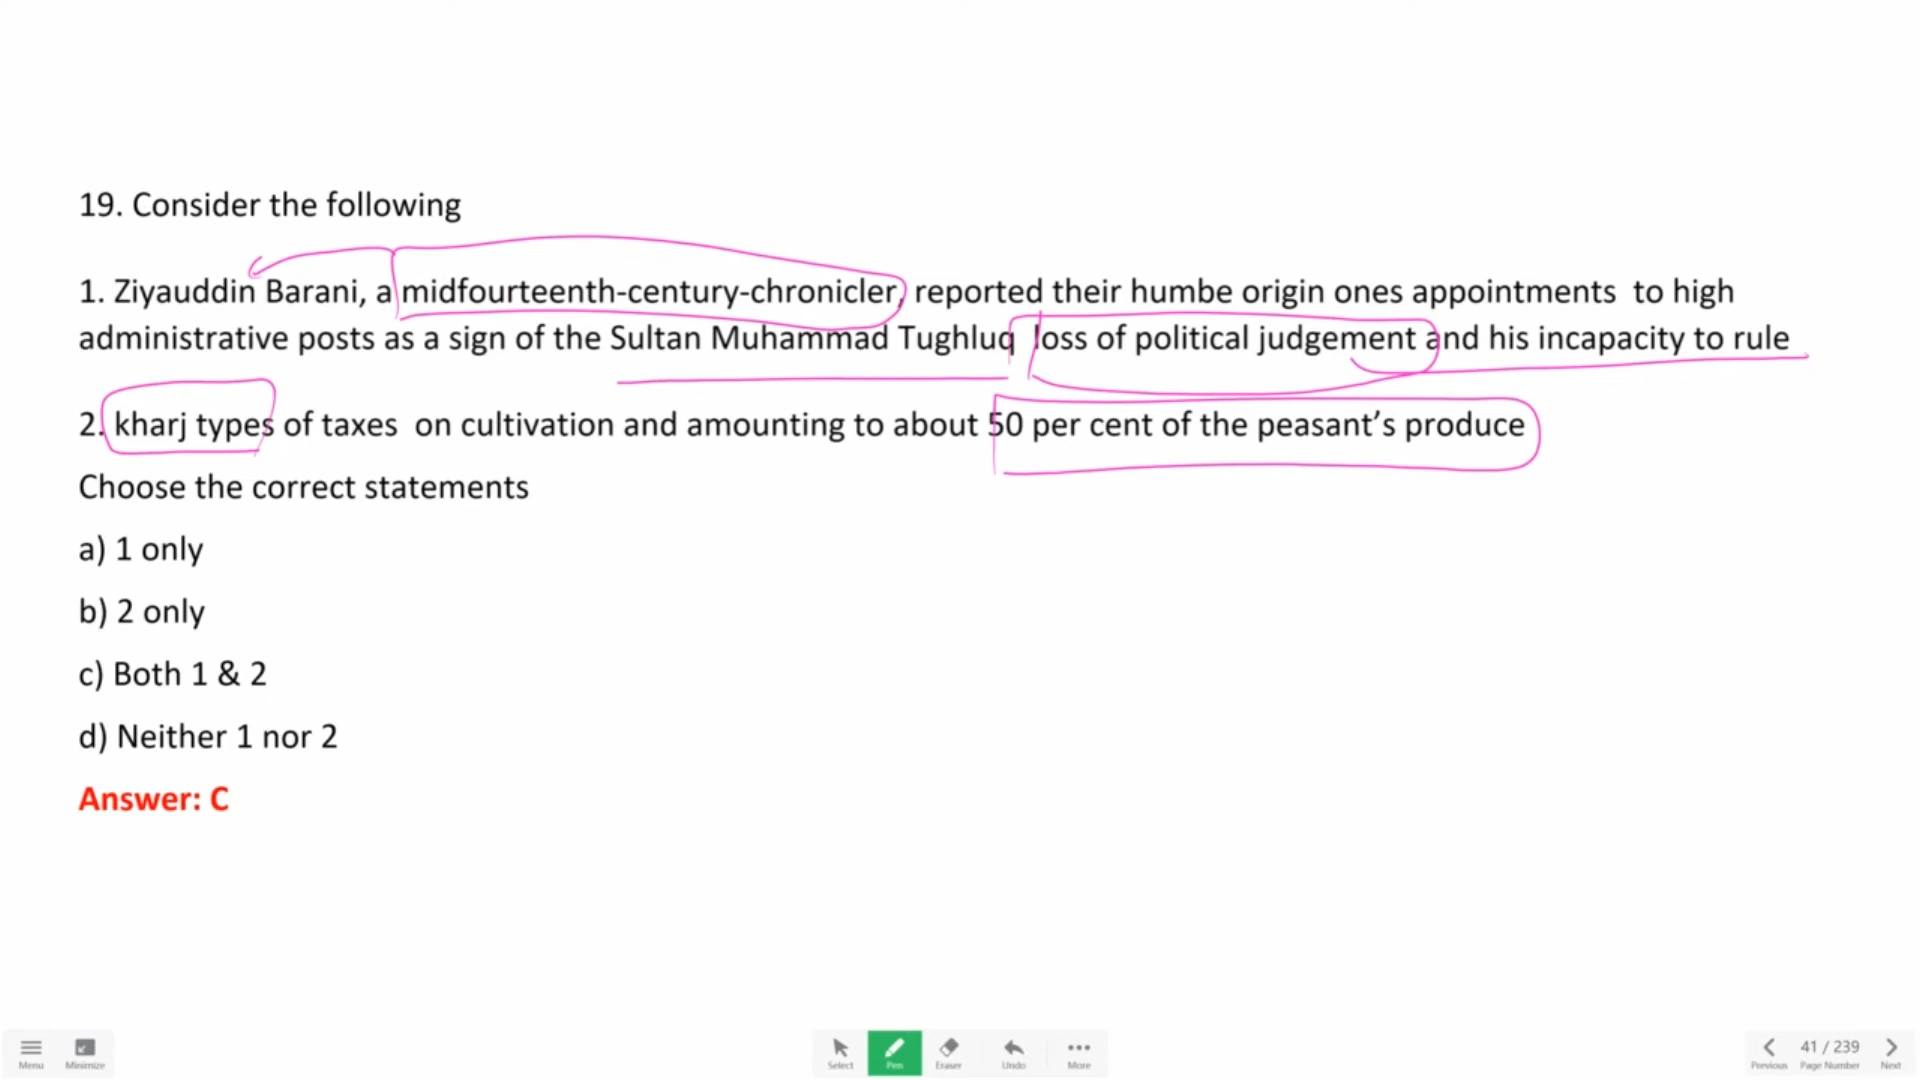 19. Consider the following
1. Ziyauddin Barani, a midfourteenth-century-chronicler, reported their humbe origin ones appointments to high
administrative posts as a sign of the Sultan Muhammad Tughluq loss of political judgement and his incapacity to rule
2. kharj types of taxes on cultivation and amounting to about 50 per cent of the peasant’s produce
Choose the correct statements
a) 1 only
b) 2 only
c) Both 1 & 2
d) Neither 1 nor 2
Answer: C
Menu Minimize Select Pen Eraser Undo More Previous 41 / 239 Page Number Next